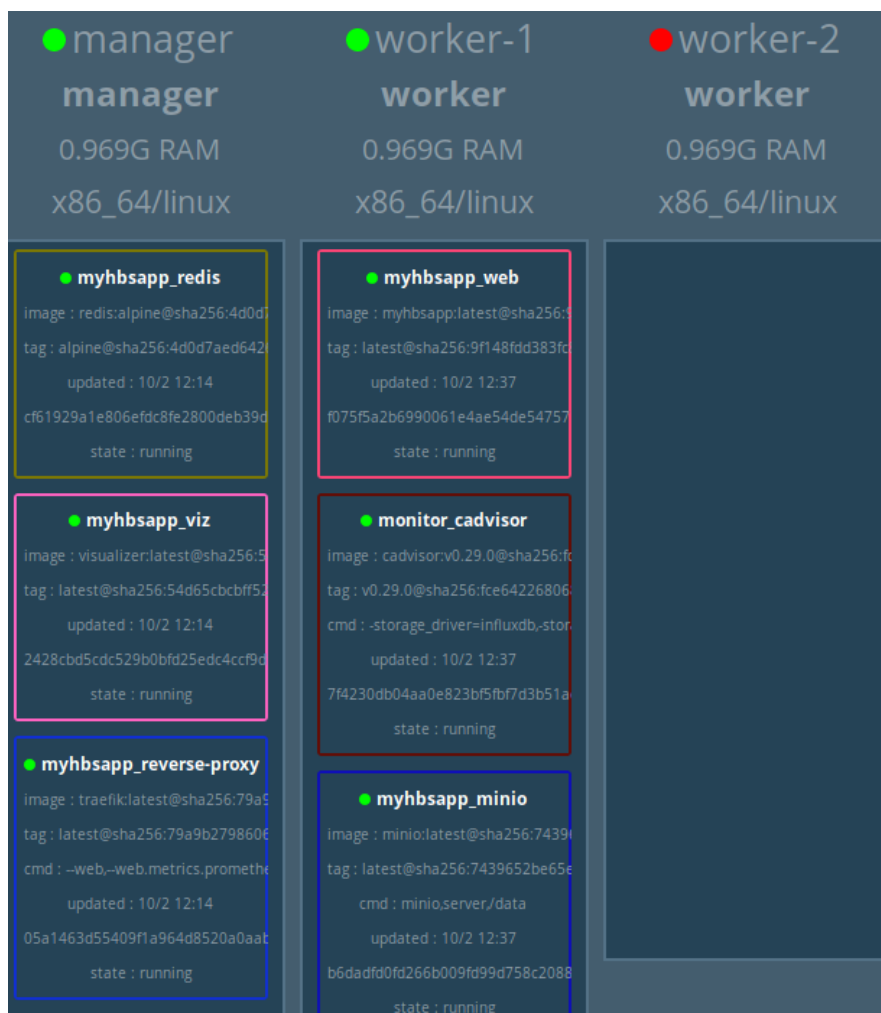 manager
manager
0.969G RAM
x86_64/linux
myhbsapp_redis
image : redis:alpine@sha256:4d0d7
tag : alpine@sha256:4d0d7aed642
updated : 10/2 12:14
cf61929a1e806efdc8fe2800deb39d
state : running
myhbsapp_viz
image : visualizer:latest@sha256:5
tag : latest@sha256:54d65cbcbff52
updated : 10/2 12:14
2428cbd5cdc529b0bfd25edc4ccf9d
state : running
myhbsapp_reverse-proxy
image : traefik:latest@sha256:79a9
tag : latest@sha256:79a9b2798606
cmd : --web,--web.metrics.promethe
updated : 10/2 12:14
05a1463d55409f1a964d8520a0aab
state : running
worker-1
worker
0.969G RAM
x86_64/linux
myhbsapp_web
image : myhbsapp:latest@sha256:9
tag : latest@sha256:9f148fdd383fc
updated : 10/2 12:37
f075f5a2b6990061e4ae54de54757
state : running
monitor_cadvisor
image : cadvisor:v0.29.0@sha256:fc
tag : v0.29.0@sha256:fce64226806
cmd : -storage_driver=influxdb,-stor
updated : 10/2 12:37
7f4230db04aa0e823bf5fbf7d3b51a
state : running
myhbsapp_minio
image : minio:latest@sha256:7439
tag : latest@sha256:7439652be65e
cmd : minio,server,/data
updated : 10/2 12:37
b6dadfd0fd266b009fd99d758c2088
state : running
worker-2
worker
0.969G RAM
x86_64/linux